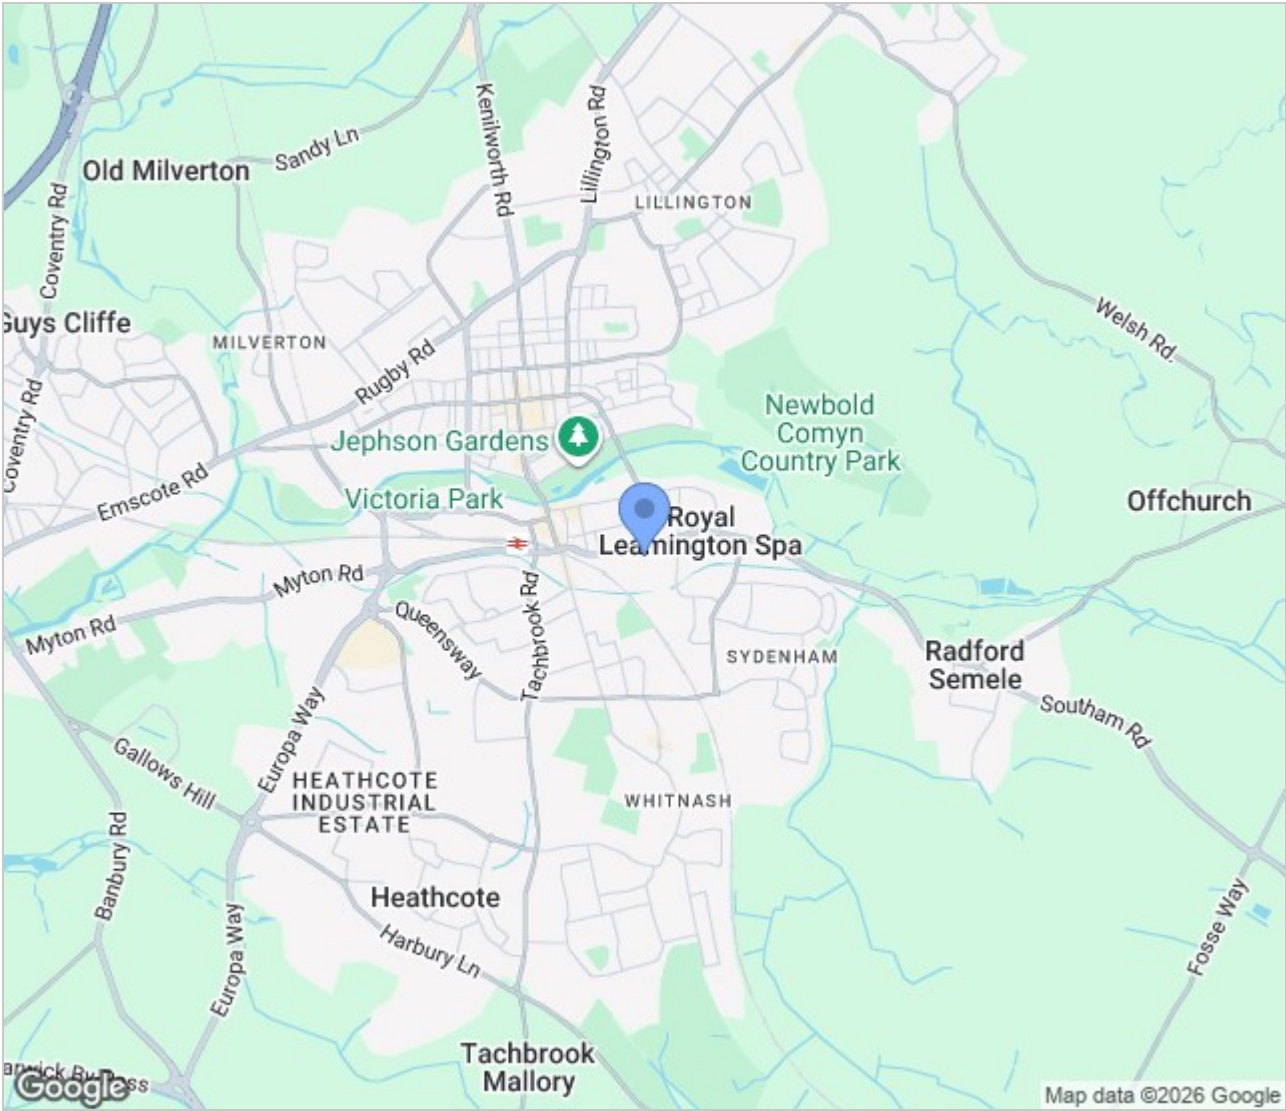 Kenilworth Rd
Lillington Rd
Sandy Ln
Old Milverton
LILLINGTON
Coventry Rd
Guys Cliffe
Welsh Rd.
MILVERTON
Rugby Rd
Coventry Rd
Newbold
Comyn
Country Park
Jephson Gardens
Emscote Rd
Victoria Park
Offchurch
Royal
Leamington Spa
Myton Rd
Myton Rd
Queensway
Tachbrook Rd
SYDENHAM
Radford
Semele
Southam Rd
Europa Way
Gallows Hill
HEATHCOTE
INDUSTRIAL
ESTATE
WHITNASH
Banbury Rd
Heathcote
Harbury Ln
Europa Way
Fosse Way
Tachbrook
Mallory
arwick By Pass
Google
Map data ©2026 Google